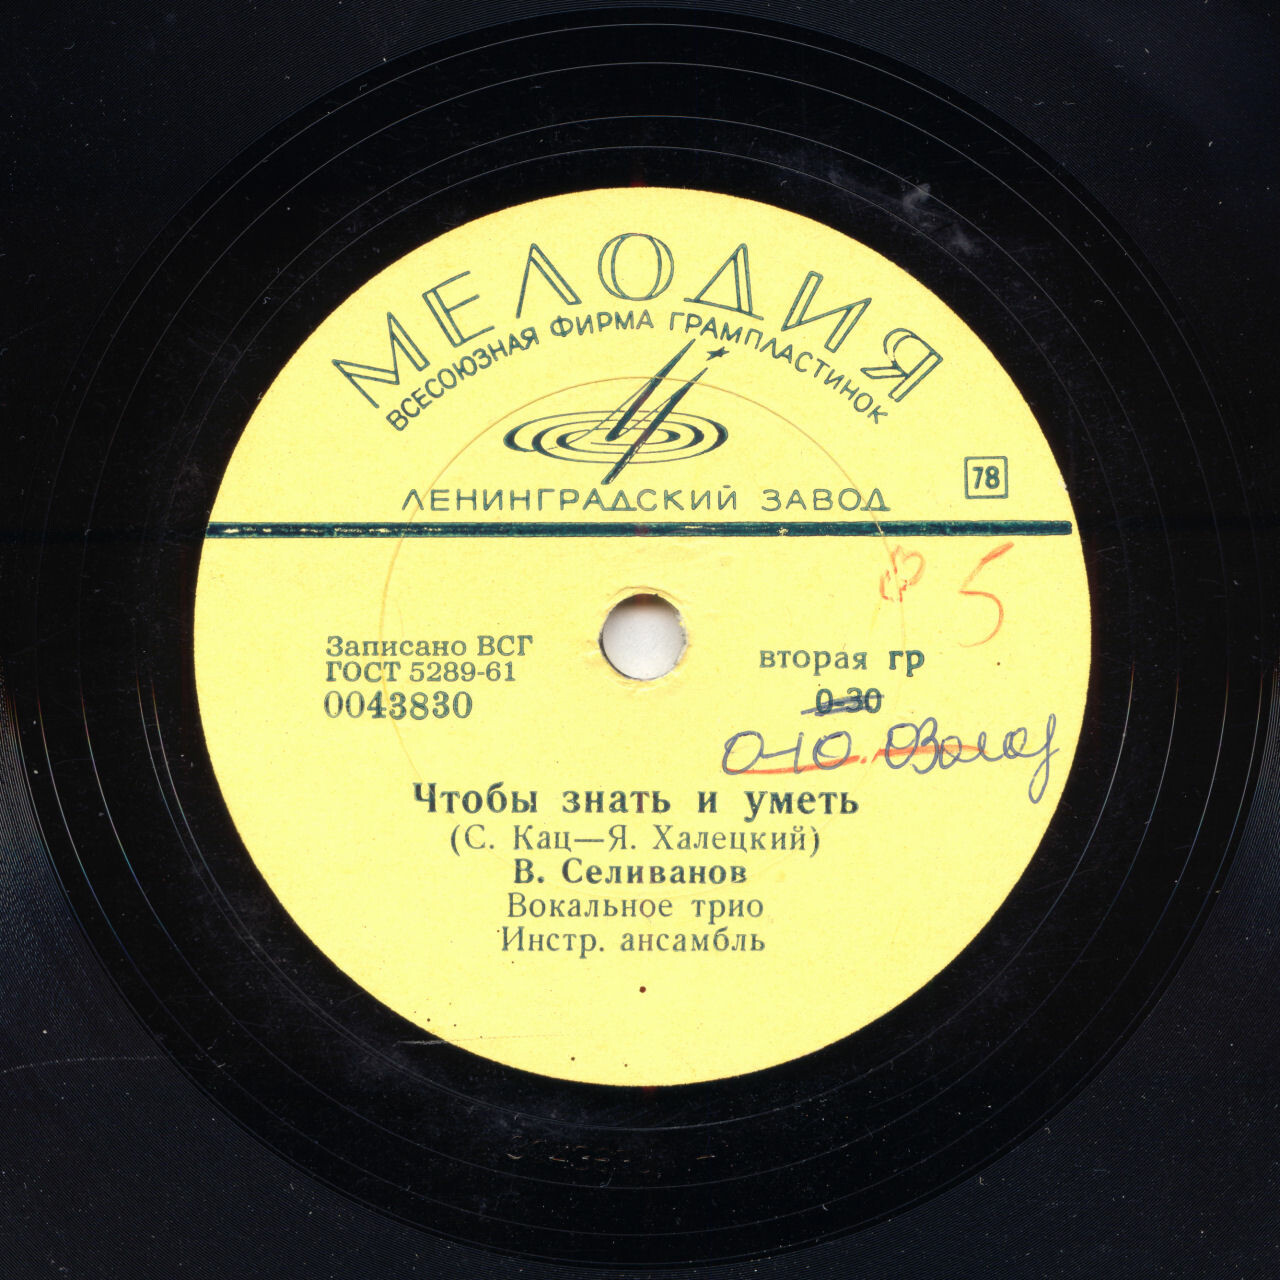 МЕЛОДИЯ
ВСЕСОЮЗНАЯ ФИРМА ГРАМПЛАСТИНОК
ЛЕНИНГРАДСКИЙ ЗАВОД
78
5
Записано ВСГ
ГОСТ 5289-61
0043830
вторая гр
0-30
0-10.
Чтобы знать и уметь
(С. Кац—Я. Халецкий)
В. Селиванов
Вокальное трио
Инстр. ансамбль